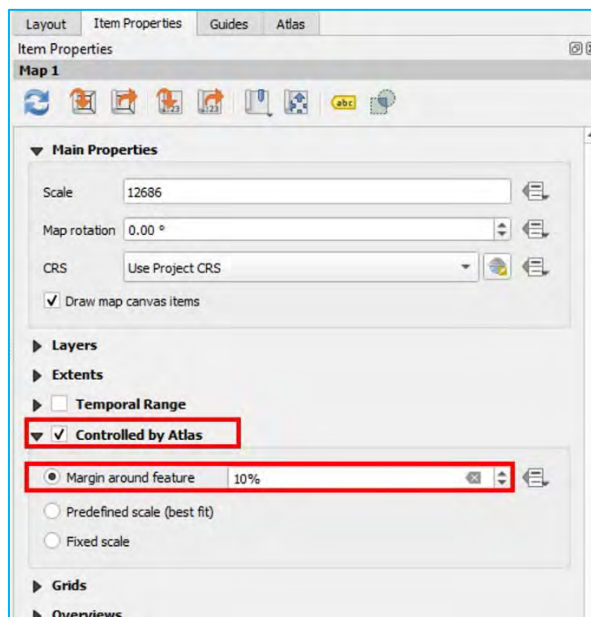 Layout Item Properties Guides Atlas
Item Properties
Map 1
abc
Main Properties
Scale 12686
Map rotation 0.00 °
CRS Use Project CRS
Draw map canvas items
Layers
Extents
Temporal Range
Controlled by Atlas
Margin around feature 10%
Predefined scale (best fit)
Fixed scale
Grids
Overviews